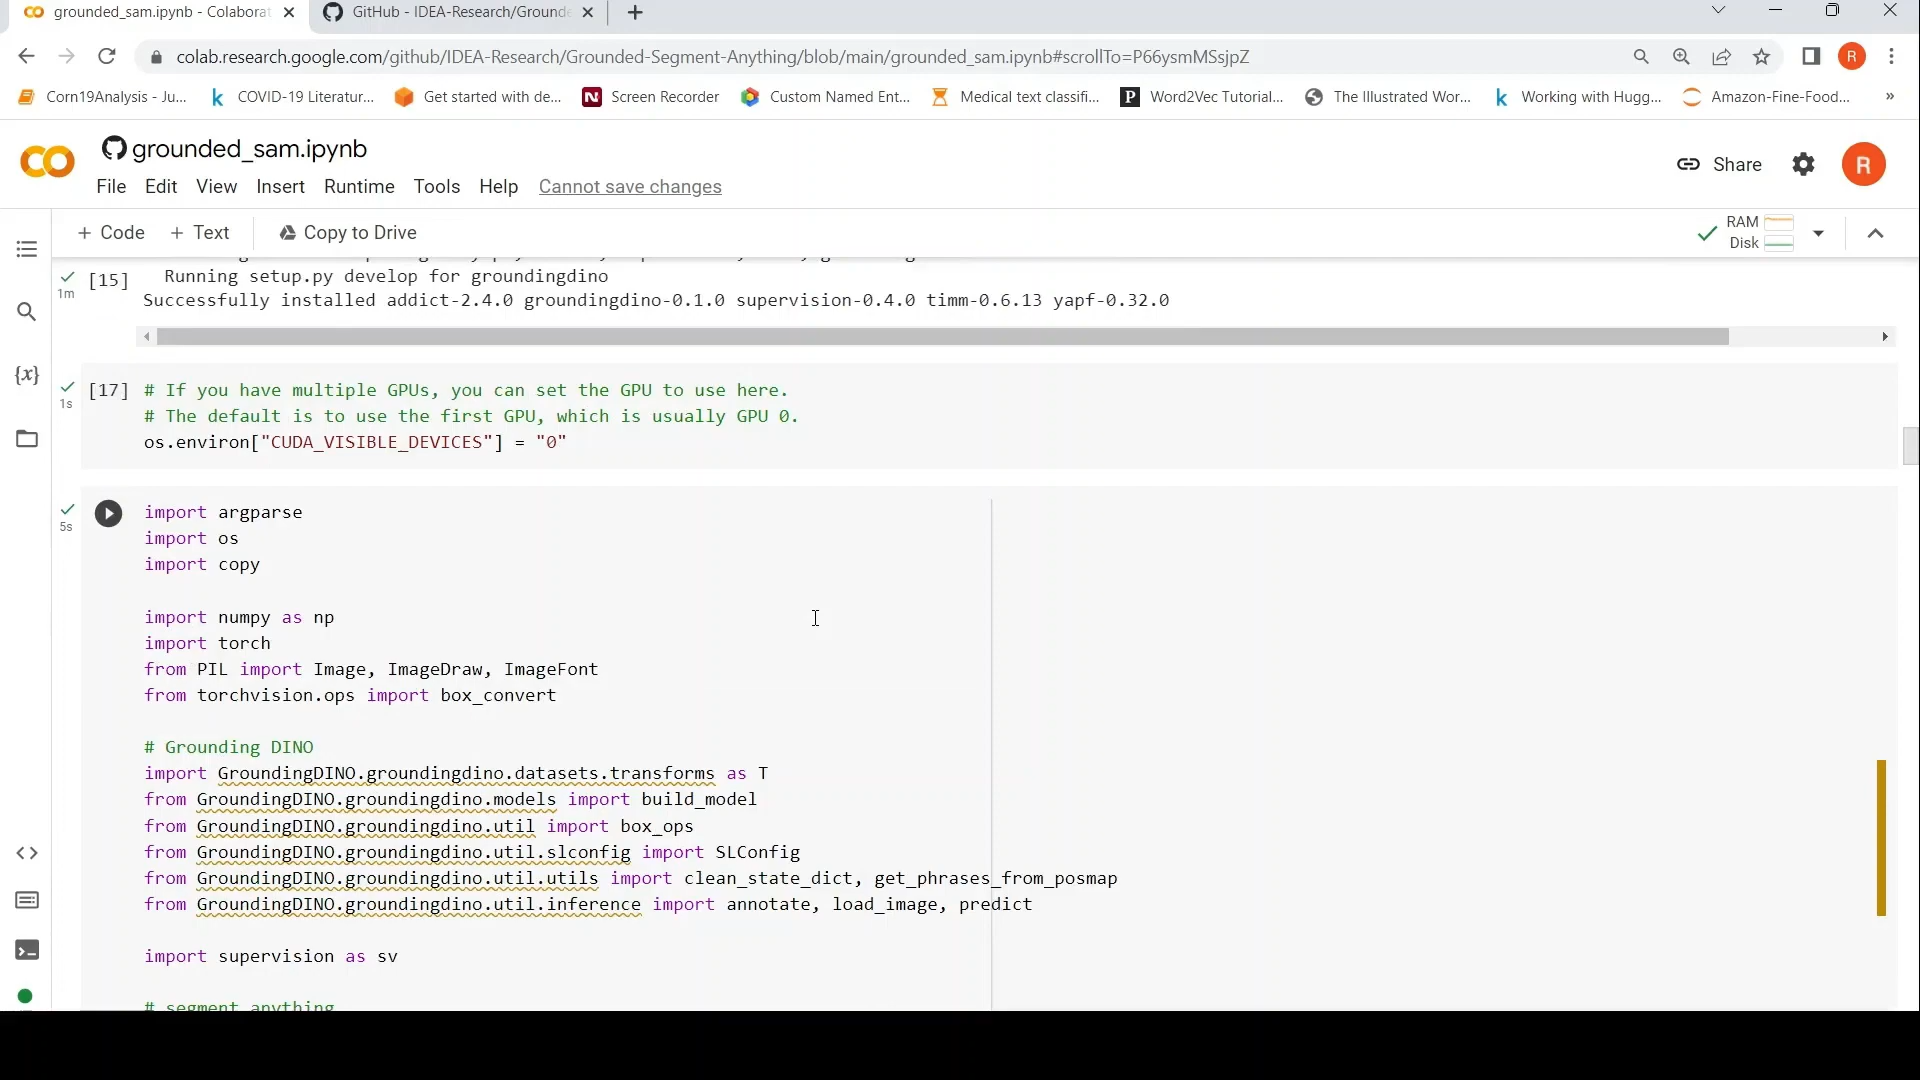 grounded_sam.ipynb - Colaborat
GitHub - IDEA-Research/Grounde
colab.research.google.com/github/IDEA-Research/Grounded-Segment-Anything/blob/main/grounded_sam.ipynb#scrollTo=P66ysmMSsjpZ
R
Corn19Analysis - Ju...
COVID-19 Literatur...
Get started with de...
Screen Recorder
Custom Named Ent...
Medical text classifi...
Word2Vec Tutorial...
The Illustrated Wor...
Working with Hugg...
Amazon-Fine-Food...
»
grounded_sam.ipynb
File Edit View Insert Runtime Tools Help Cannot save changes
Share
R
+ Code + Text Copy to Drive
RAM
Disk
[15] Running setup.py develop for groundingdino
1m
Successfully installed addict-2.4.0 groundingdino-0.1.0 supervision-0.4.0 timm-0.6.13 yapf-0.32.0
[17] # If you have multiple GPUs, you can set the GPU to use here.
1s
# The default is to use the first GPU, which is usually GPU 0.
os.environ["CUDA_VISIBLE_DEVICES"] = "0"
5s
import argparse
import os
import copy
import numpy as np
import torch
from PIL import Image, ImageDraw, ImageFont
from torchvision.ops import box_convert
# Grounding DINO
import GroundingDINO.groundingdino.datasets.transforms as T
from GroundingDINO.groundingdino.models import build_model
from GroundingDINO.groundingdino.util import box_ops
from GroundingDINO.groundingdino.util.slconfig import SLConfig
from GroundingDINO.groundingdino.util.utils import clean_state_dict, get_phrases_from_posmap
from GroundingDINO.groundingdino.util.inference import annotate, load_image, predict
import supervision as sv
# segment anything